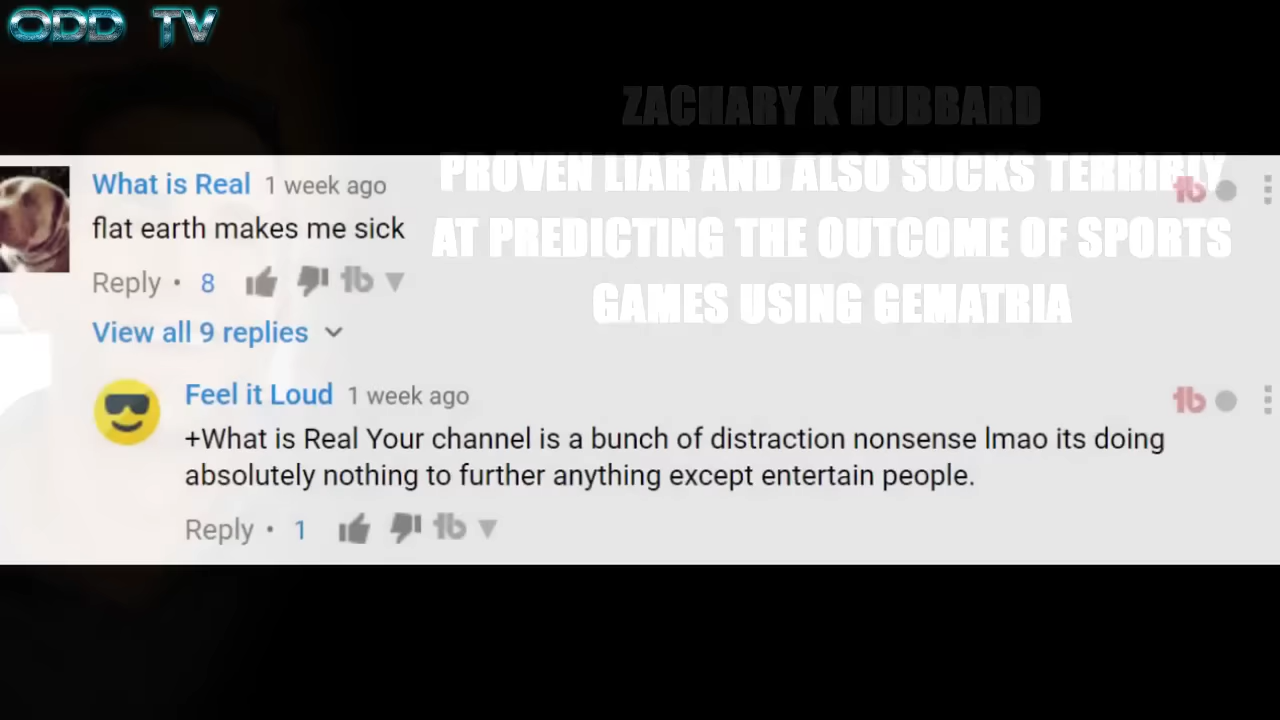 ODD TV
ZACHARY K HUBBARD
PROVEN LIAR AND ALSO SUCKS TERRIBLY
AT PREDICTING THE OUTCOME OF SPORTS
GAMES USING GEMATRIA
What is Real 1 week ago
flat earth makes me sick
Reply • 8
View all 9 replies
Feel it Loud 1 week ago
+What is Real Your channel is a bunch of distraction nonsense lmao its doing
absolutely nothing to further anything except entertain people.
Reply • 1